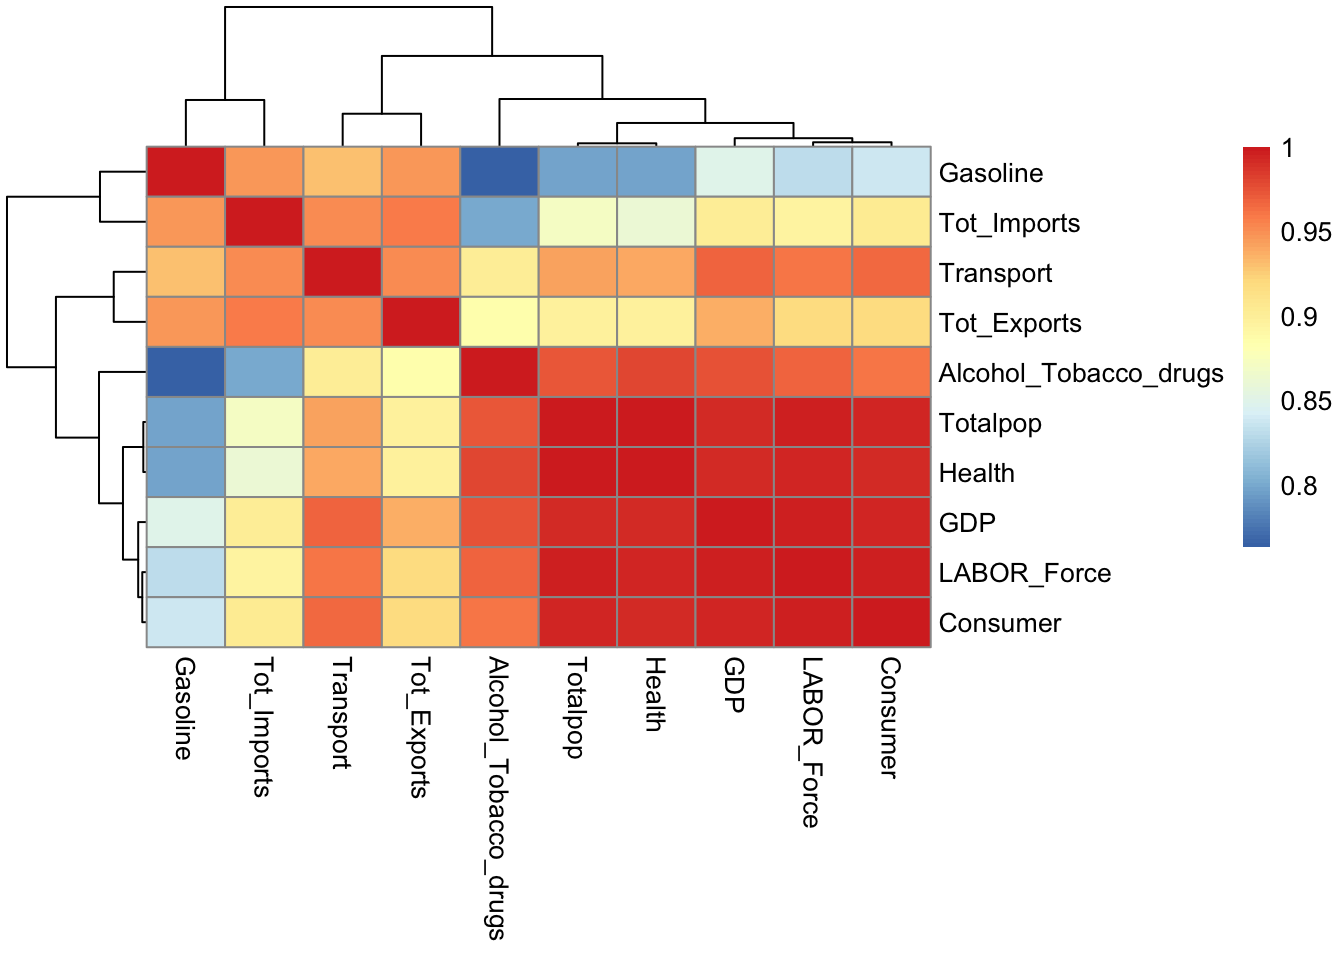 Gasoline
Tot_Imports
Transport
Tot_Exports
Alcohol_Tobacco_drugs
Totalpop
Health
GDP
LABOR_Force
Consumer
1
0.95
0.9
0.85
0.8
Gasoline
Tot_Imports
Transport
Tot_Exports
Alcohol_Tobacco_drugs
Totalpop
Health
GDP
LABOR_Force
Consumer